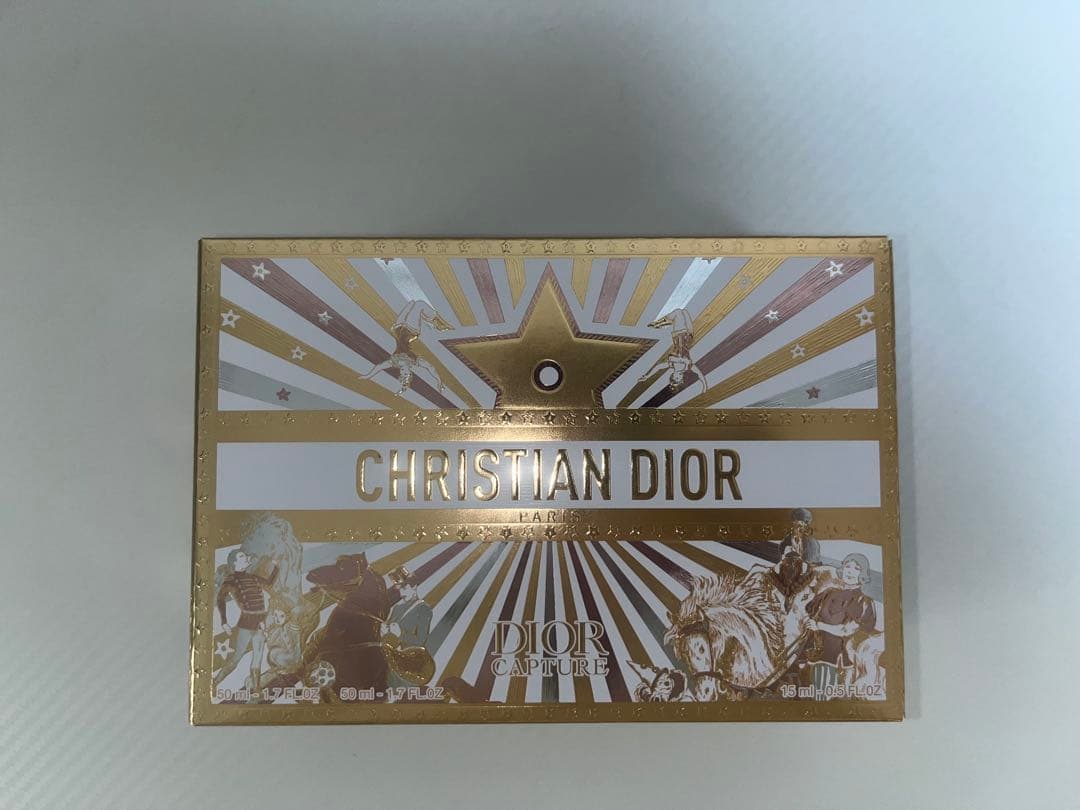 CHRISTIAN DIOR
PARIS
DIOR
CAPTURE
50 ml - 1.7 FL.OZ 50 ml - 1.7 FL.OZ 15 ml - 0.5 FL.OZ